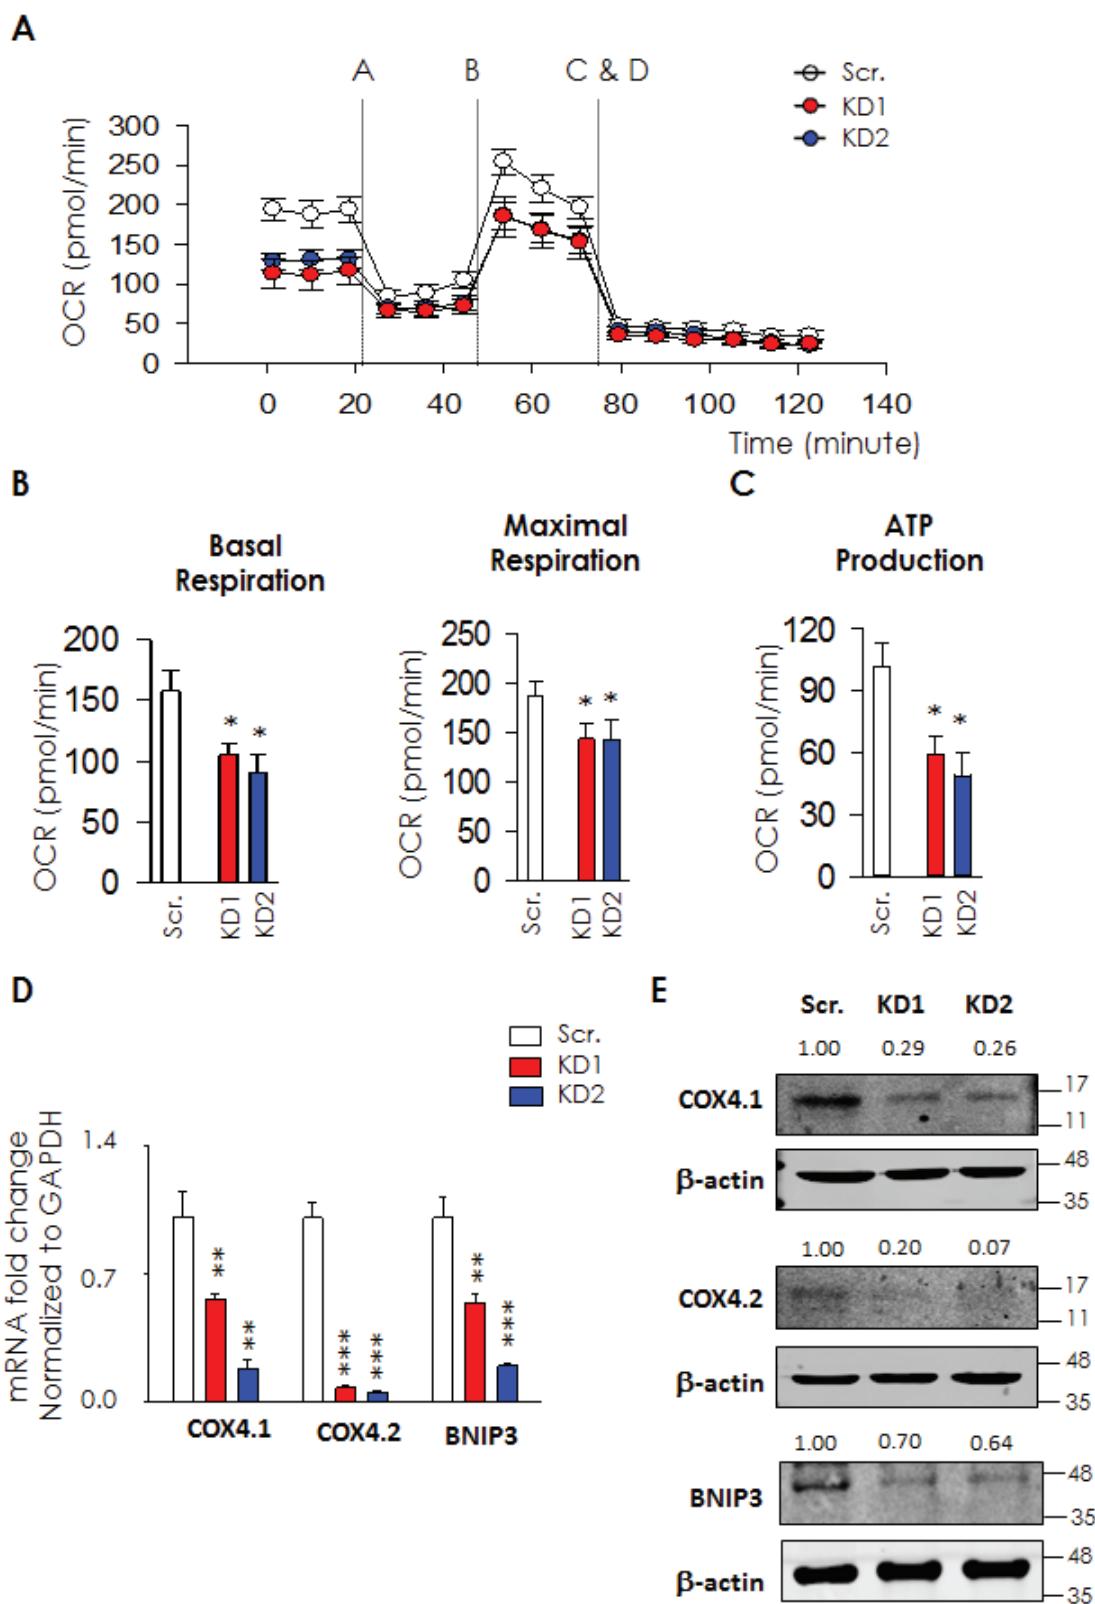 A
A B C & D
Scr.
KD1
KD2
OCR (pmol/min)
300
250
200
150
100
50
0
0 20 40 60 80 100 120 140
Time (minute)
B
C
Basal
Respiration
Maximal
Respiration
ATP
Production
OCR (pmol/min)
200
150
100
50
0
* *
Scr. KD1 KD2
OCR (pmol/min)
250
200
150
100
50
0
* *
Scr. KD1 KD2
OCR (pmol/min)
120
90
60
30
0
* *
Scr. KD1 KD2
D
Scr.
KD1
KD2
mRNA fold change
Normalized to GAPDH
1.4
0.7
0.0
** ** *** *** ** ***
COX4.1 COX4.2 BNIP3
E
Scr. KD1 KD2
1.00 0.29 0.26
COX4.1
17
11
β-actin
48
35
1.00 0.20 0.07
COX4.2
17
11
β-actin
48
35
1.00 0.70 0.64
BNIP3
48
35
β-actin
48
35